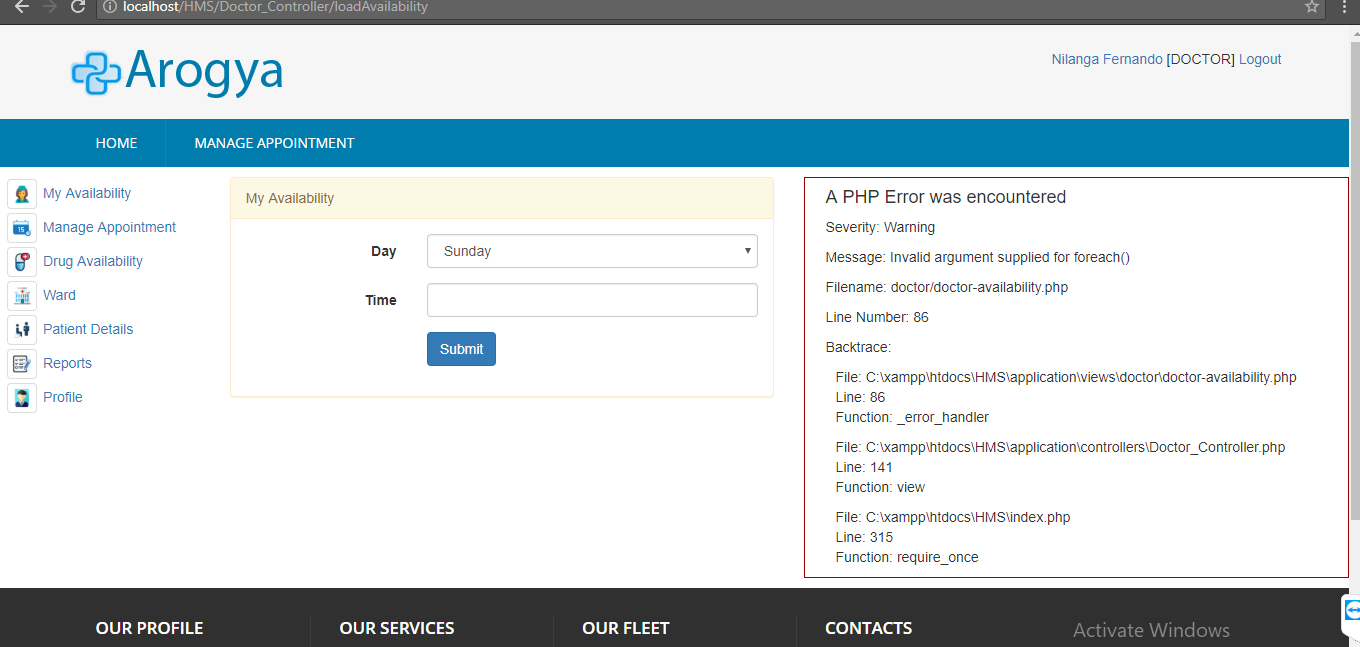 localhost/HMS/Doctor_Controller/loadAvailability
Arogya
Nilanga Fernando [DOCTOR] Logout
HOME
MANAGE APPOINTMENT
My Availability
Manage Appointment
Drug Availability
Ward
Patient Details
Reports
Profile
My Availability
Day
Sunday
Time
Submit
A PHP Error was encountered
Severity: Warning
Message: Invalid argument supplied for foreach()
Filename: doctor/doctor-availability.php
Line Number: 86
Backtrace:
File: C:\xampp\htdocs\HMS\application\views\doctor\doctor-availability.php
Line: 86
Function: _error_handler
File: C:\xampp\htdocs\HMS\application\controllers\Doctor_Controller.php
Line: 141
Function: view
File: C:\xampp\htdocs\HMS\index.php
Line: 315
Function: require_once
OUR PROFILE
OUR SERVICES
OUR FLEET
CONTACTS
Activate Windows